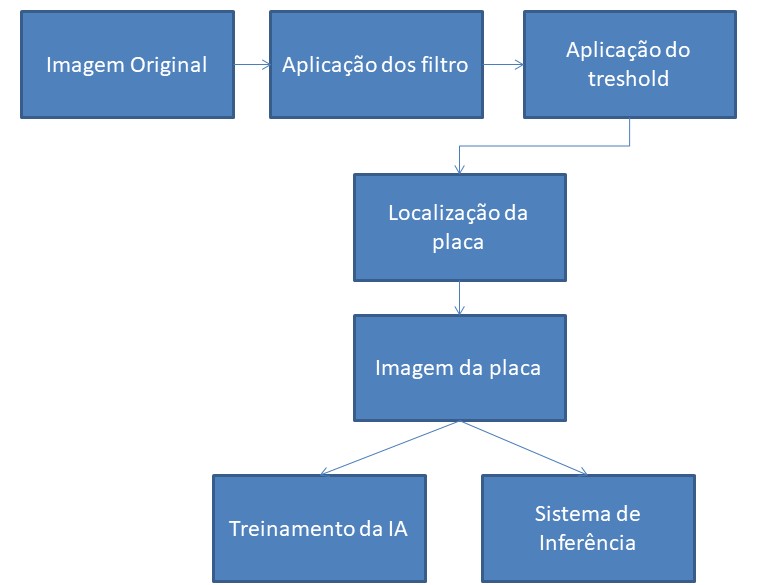 Imagem Original
Aplicação dos filtro
Aplicação do
treshold
Localização da
placa
Imagem da placa
Treinamento da IA
Sistema de
Inferência